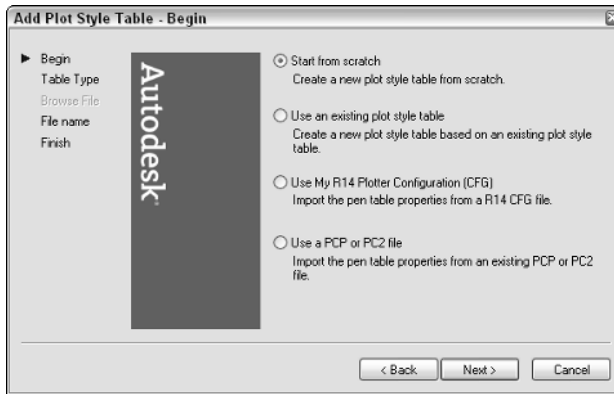 Add Plot Style Table - Begin
Begin
Table Type
Browse File
File name
Finish
Autodesk
Start from scratch
Create a new plot style table from scratch.
Use an existing plot style table
Create a new plot style table based on an existing plot style
table.
Use My R14 Plotter Configuration (CFG)
Import the pen table properties from a R14 CFG file.
Use a PCP or PC2 file
Import the pen table properties from an existing PCP or PC2
file.
< Back
Next >
Cancel